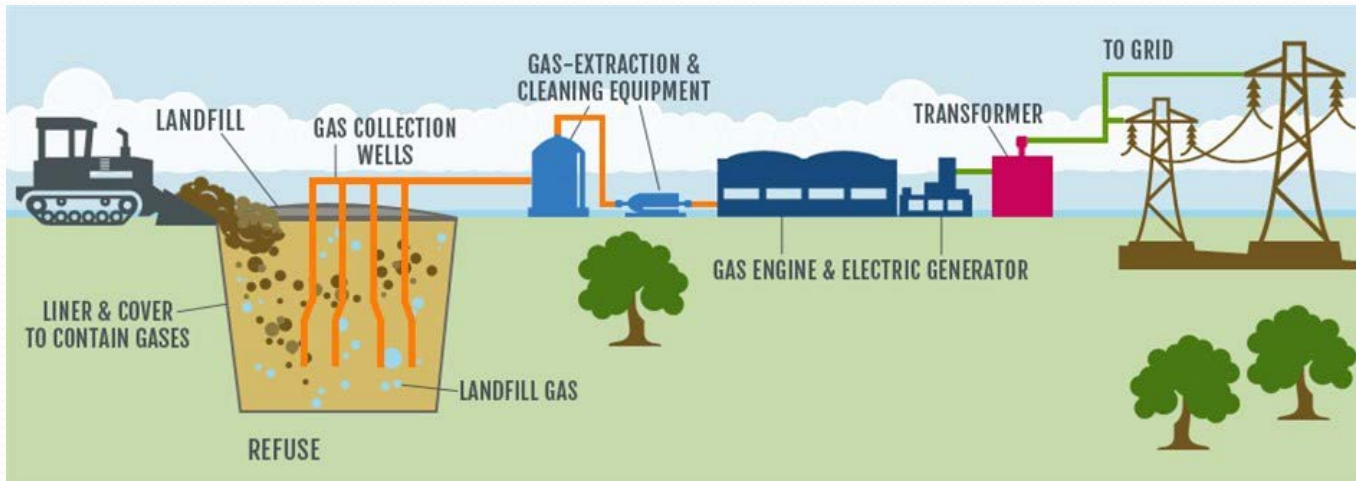 LANDFILL
GAS COLLECTION
WELLS
GAS-EXTRACTION &
CLEANING EQUIPMENT
TRANSFORMER
TO GRID
GAS ENGINE & ELECTRIC GENERATOR
LINER & COVER
TO CONTAIN GASES
LANDFILL GAS
REFUSE